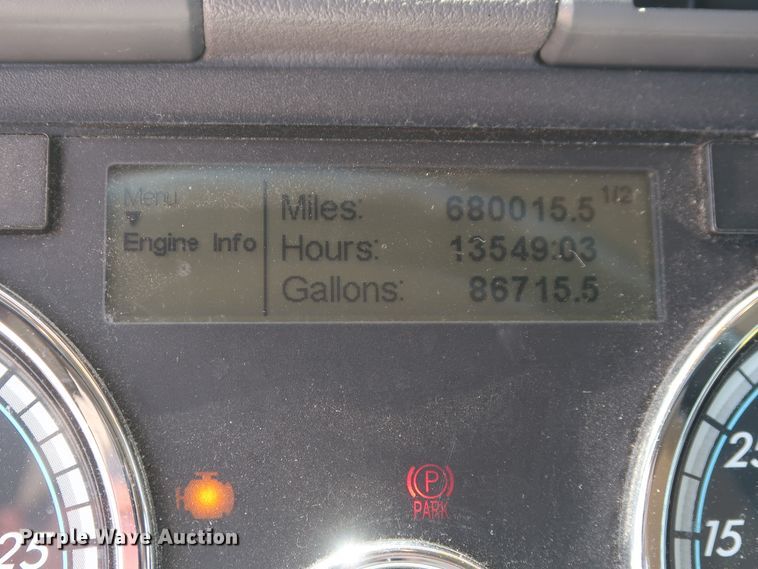 Menu
Engine Info
Miles: 680015.5 1/2
Hours: 13549:03
Gallons: 86715.5
P
PARK
25
25
15
Purple Wave Auction